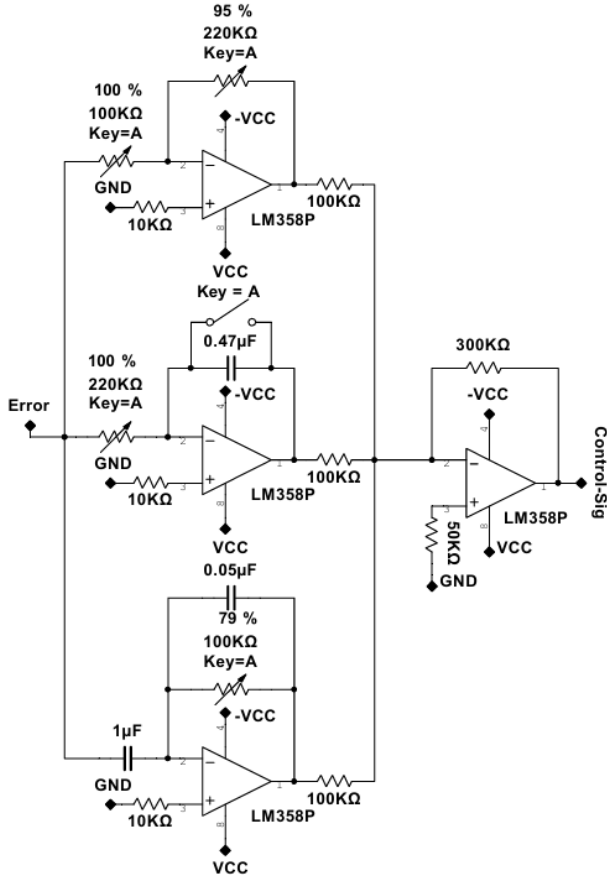 95 %
220KΩ
Key=A
100 %
100KΩ
Key=A
-VCC
4
2
1
3
8
GND
10KΩ
LM358P
100KΩ
VCC
Key = A
0.47µF
100 %
220KΩ
Key=A
-VCC
4
2
1
3
8
GND
10KΩ
LM358P
100KΩ
VCC
Error
300KΩ
-VCC
4
2
1
3
8
LM358P
Control-Sig
50KΩ
VCC
GND
0.05µF
79 %
100KΩ
Key=A
-VCC
1µF
4
2
1
3
8
GND
10KΩ
LM358P
100KΩ
VCC